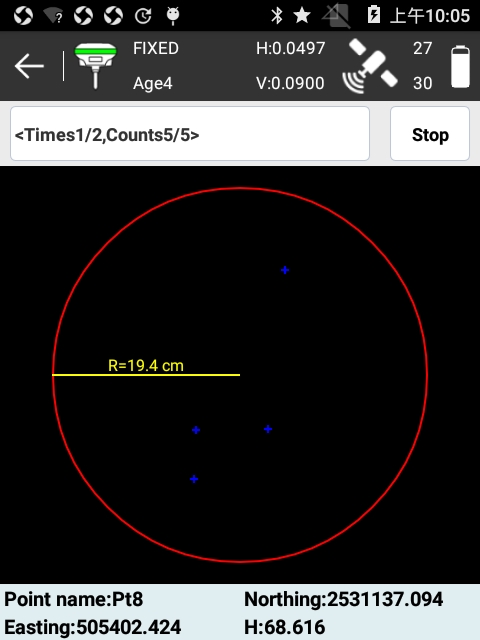 上午10:05
FIXED
H:0.0497
27
Age4
V:0.0900
30
<Times1/2,Counts5/5>
Stop
R=19.4 cm
Point name:Pt8
Northing:2531137.094
Easting:505402.424
H:68.616